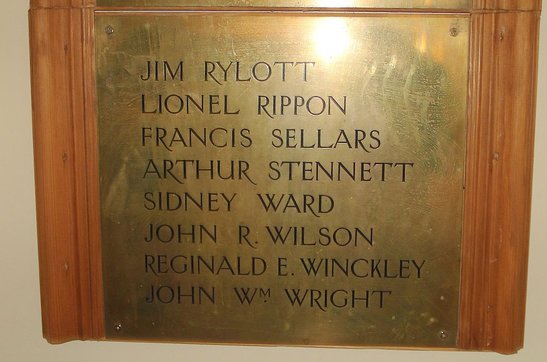 JIM RYLOTT
LIONEL RIPPON
FRANCIS SELLARS
ARTHUR STENNETT
SIDNEY WARD
JOHN R. WILSON
REGINALD E. WINCKLEY
JOHN Wᴹ WRIGHT